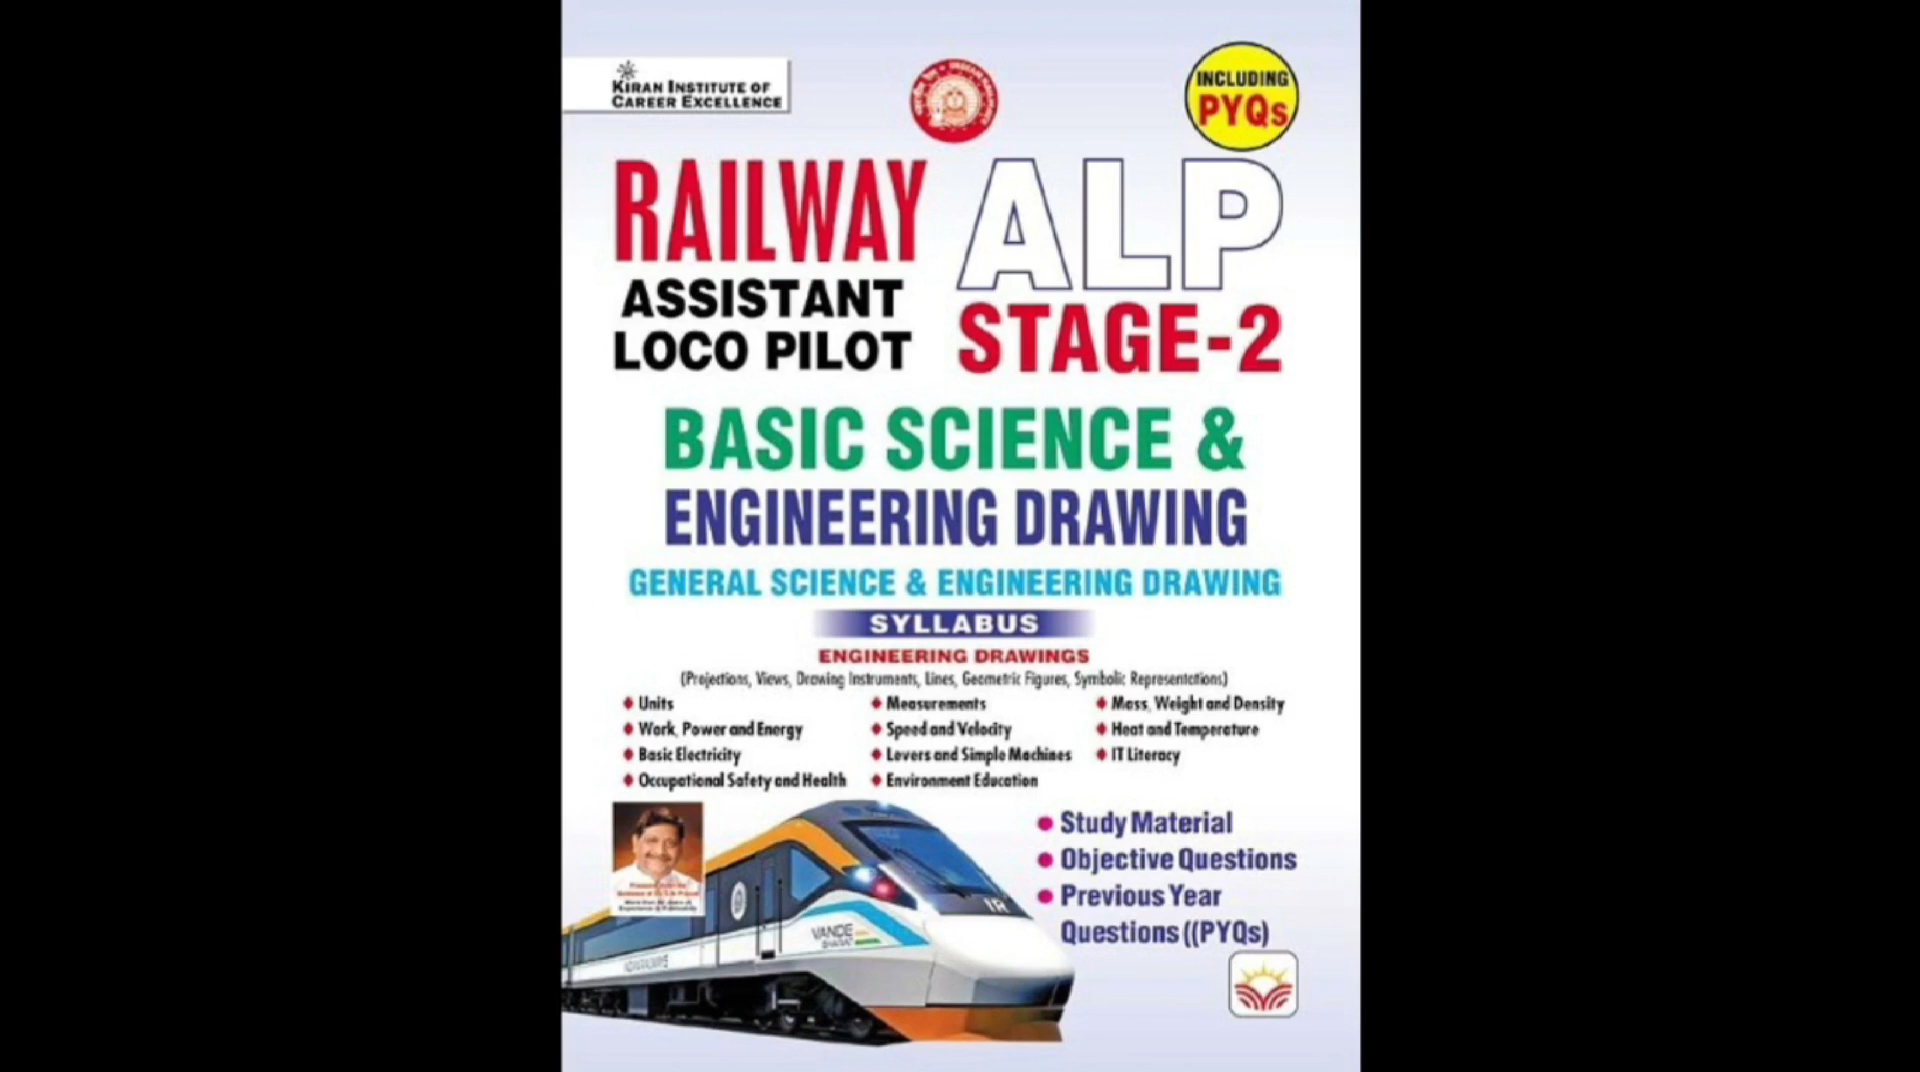 KIRAN INSTITUTE OF
CAREER EXCELLENCE
INCLUDING
PYQs
RAILWAY
ASSISTANT
LOCO PILOT
ALP
STAGE-2
BASIC SCIENCE &
ENGINEERING DRAWING
GENERAL SCIENCE & ENGINEERING DRAWING
SYLLABUS
ENGINEERING DRAWINGS
(Projections, Views, Drawing Instruments, Lines, Geometric Figures, Symbolic Representations)
Units
Measurements
Mass, Weight and Density
Work, Power and Energy
Speed and Velocity
Heat and Temperature
Basic Electricity
Levers and Simple Machines
IT Literacy
Occupational Safety and Health
Environment Education
Study Material
Objective Questions
Previous Year
Questions ((PYQs)
IR
VANDE
BHARAT